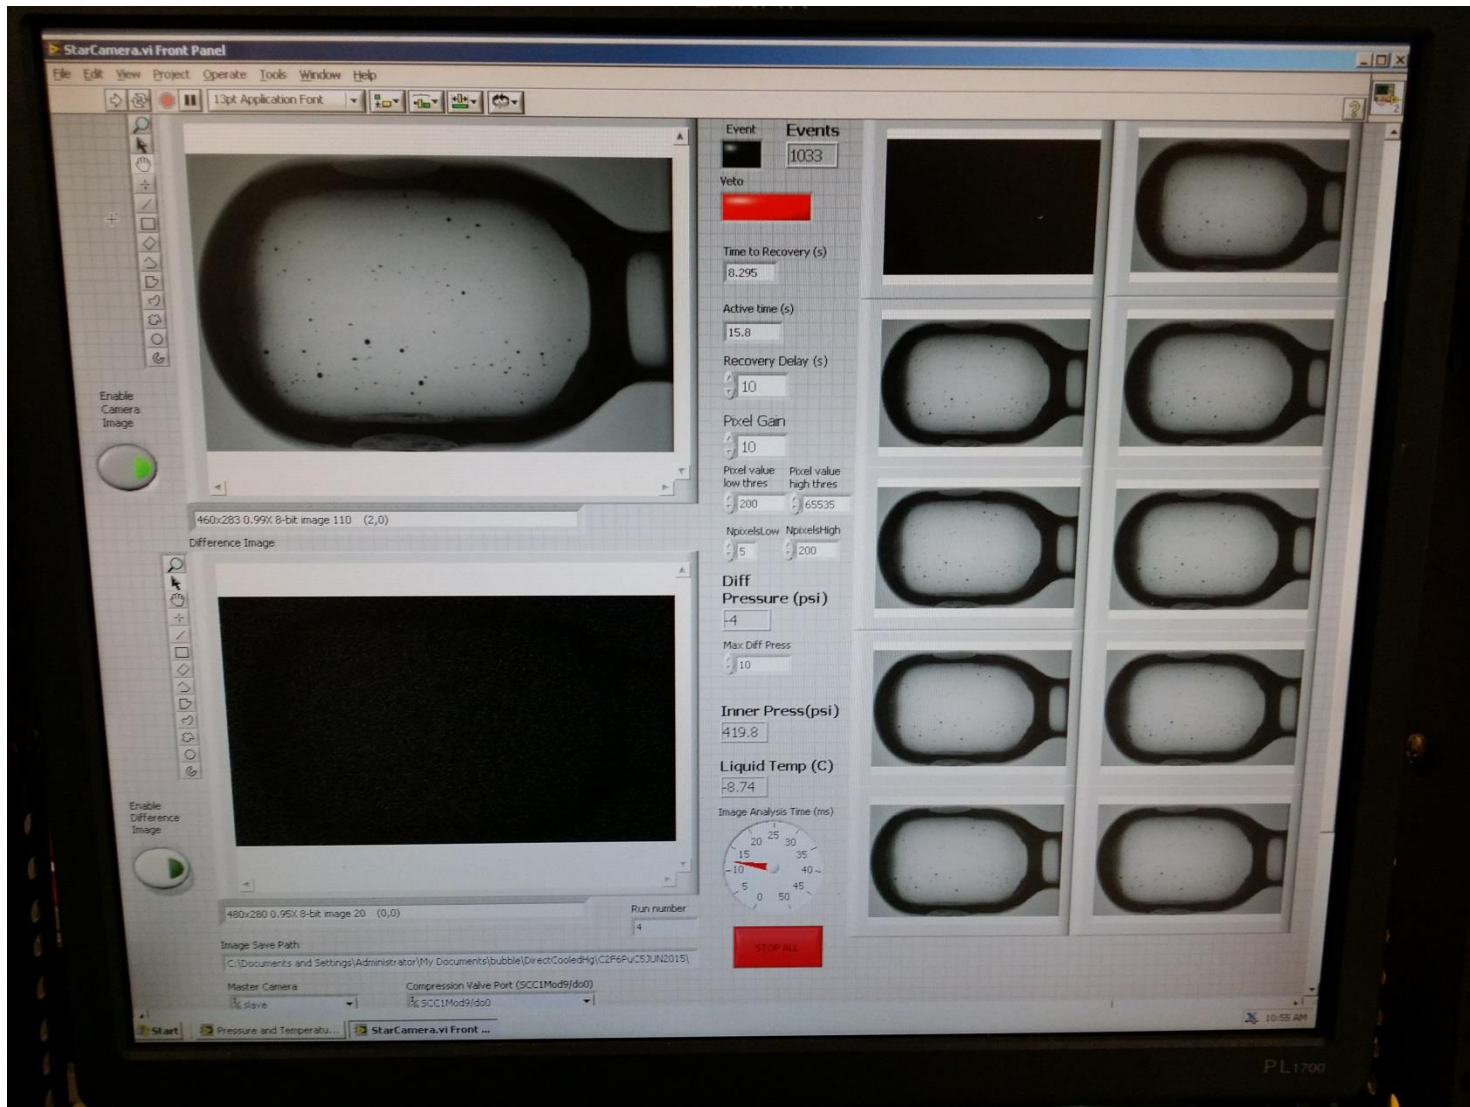 StarCamera.vi Front Panel
File Edit View Project Operate Tools Window Help
13pt Application Font
2
Event Events
1033
Veto
Time to Recovery (s)
8.295
Active time (s)
15.8
Recovery Delay (s)
10
Pixel Gain
10
Pixel value low thres
Pixel value high thres
200 65535
NpixelsLow NpixelsHigh
5 200
Diff
Pressure (psi)
-4
Max Diff Press
10
Inner Press(psi)
419.8
Liquid Temp (C)
-8.74
Image Analysis Time (ms)
0 5 10 15 20 25 30 35 40 45 50
STOP ALL
Enable
Camera
Image
460x283 0.99X 8-bit image 110 (2,0)
Difference Image
Enable
Difference
Image
480x280 0.95X 8-bit image 20 (0,0)
Run number
4
Image Save Path
C:\Documents and Settings\Administrator\My Documents\bubble\DirectCooledHg\C2F6PuC5JUN2015\
Master Camera
slave
Compression Valve Port (SCC1Mod9/do0)
SCC1Mod9/do0
Start Pressure and Temperatu... StarCamera.vi Front ...
10:55 AM
PL1700